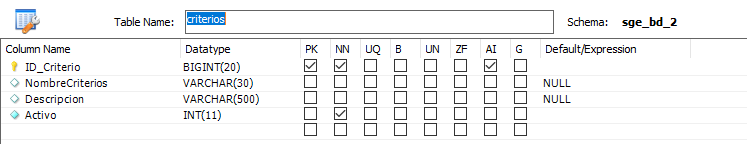 Table Name: criterios Schema: sge_bd_2
Column Name Datatype PK NN UQ B UN ZF AI G Default/Expression
ID_Criterio BIGINT(20)
NombreCriterios VARCHAR(30) NULL
Descripcion VARCHAR(500) NULL
Activo INT(11)